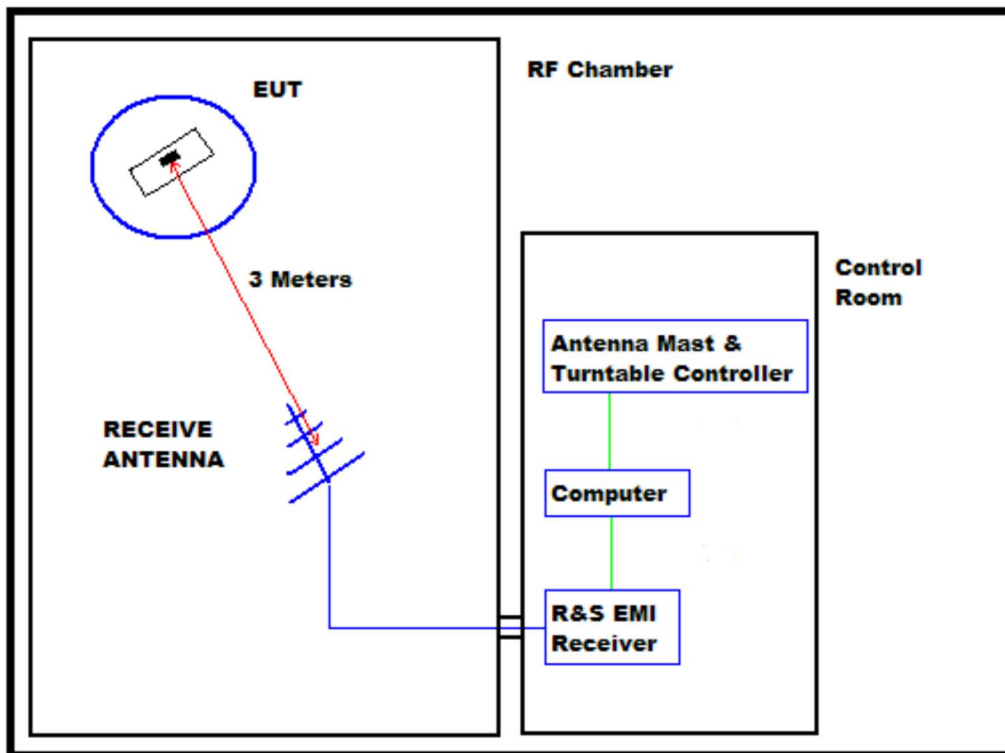 EUT
RF Chamber
3 Meters
Control
Room
Antenna Mast &
Turntable Controller
RECEIVE
ANTENNA
Computer
R&S EMI
Receiver